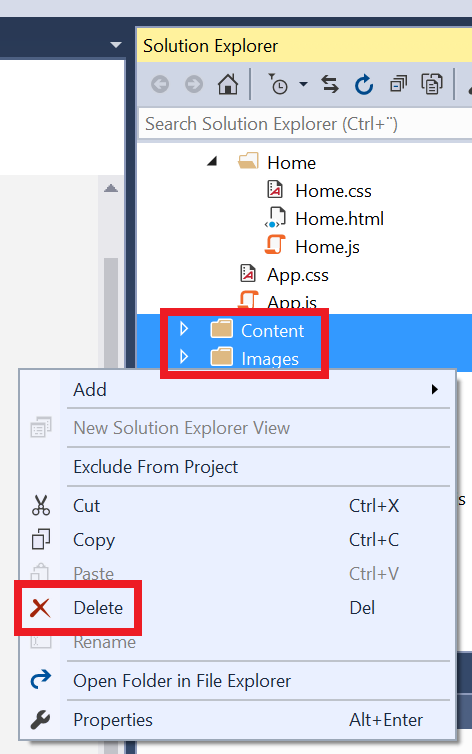 Solution Explorer
Search Solution Explorer (Ctrl+¨)
Home
Home.css
Home.html
Home.js
App.css
App.js
Content
Images
Add
New Solution Explorer View
Exclude From Project
Cut Ctrl+X
Copy Ctrl+C
Paste Ctrl+V
Delete Del
Rename
Open Folder in File Explorer
Properties Alt+Enter